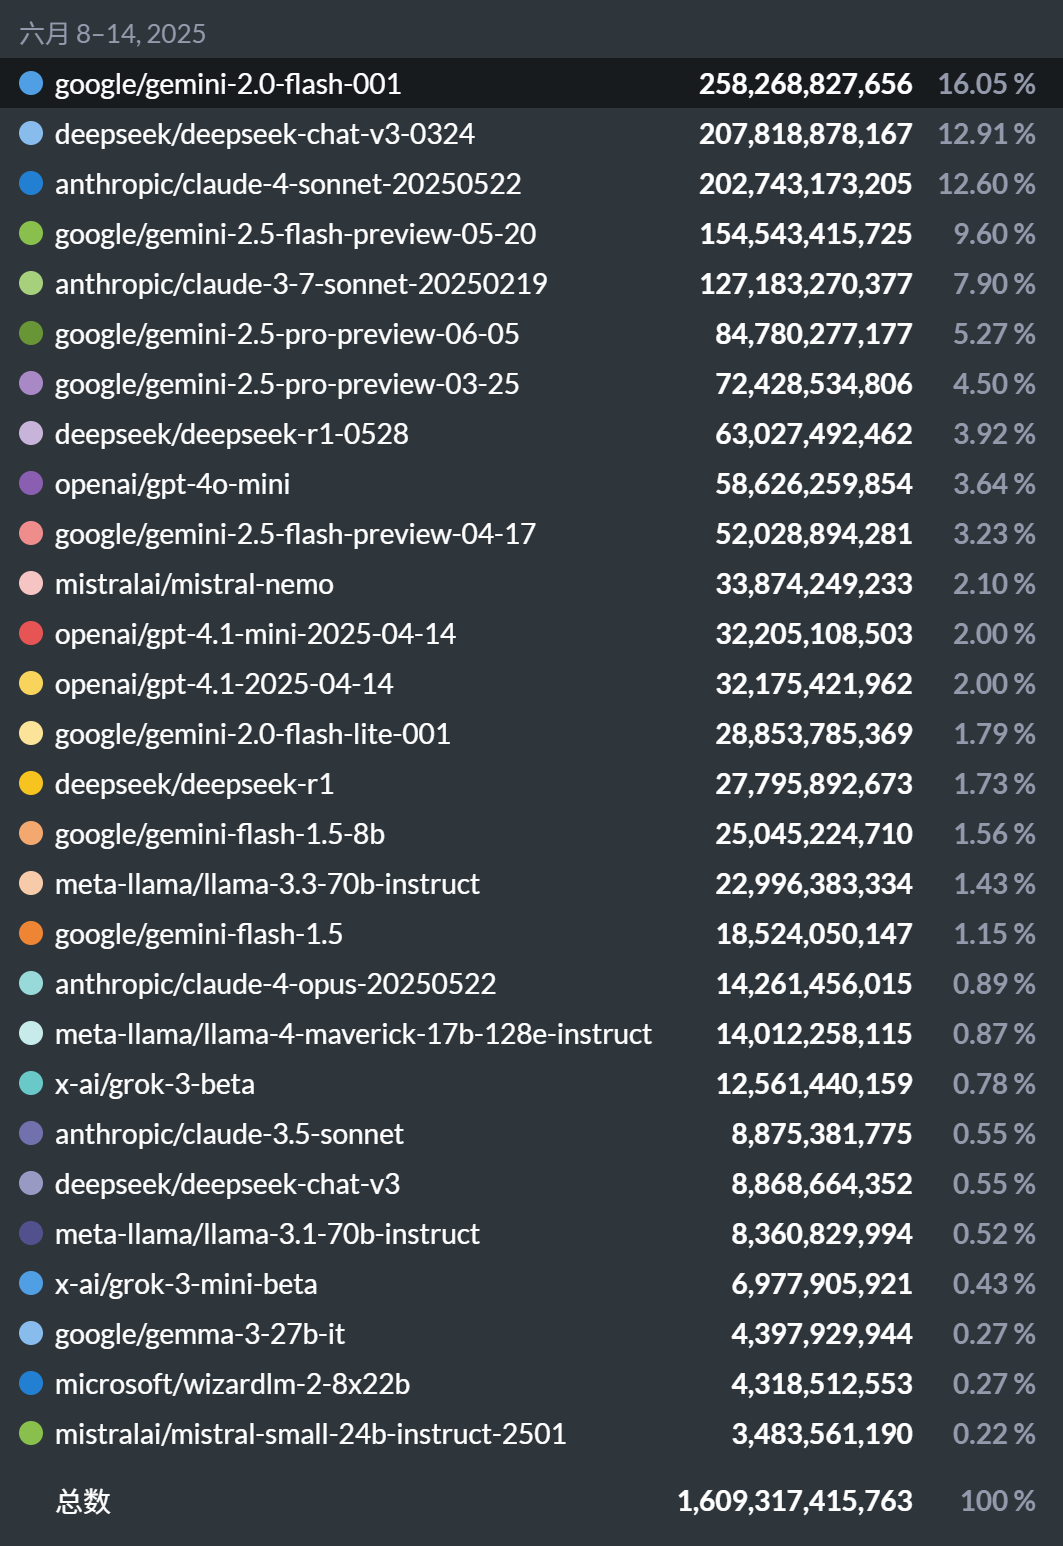 六月 8–14, 2025
google/gemini-2.0-flash-001 258,268,827,656 16.05 %
deepseek/deepseek-chat-v3-0324 207,818,878,167 12.91 %
anthropic/claude-4-sonnet-20250522 202,743,173,205 12.60 %
google/gemini-2.5-flash-preview-05-20 154,543,415,725 9.60 %
anthropic/claude-3-7-sonnet-20250219 127,183,270,377 7.90 %
google/gemini-2.5-pro-preview-06-05 84,780,277,177 5.27 %
google/gemini-2.5-pro-preview-03-25 72,428,534,806 4.50 %
deepseek/deepseek-r1-0528 63,027,492,462 3.92 %
openai/gpt-4o-mini 58,626,259,854 3.64 %
google/gemini-2.5-flash-preview-04-17 52,028,894,281 3.23 %
mistralai/mistral-nemo 33,874,249,233 2.10 %
openai/gpt-4.1-mini-2025-04-14 32,205,108,503 2.00 %
openai/gpt-4.1-2025-04-14 32,175,421,962 2.00 %
google/gemini-2.0-flash-lite-001 28,853,785,369 1.79 %
deepseek/deepseek-r1 27,795,892,673 1.73 %
google/gemini-flash-1.5-8b 25,045,224,710 1.56 %
meta-llama/llama-3.3-70b-instruct 22,996,383,334 1.43 %
google/gemini-flash-1.5 18,524,050,147 1.15 %
anthropic/claude-4-opus-20250522 14,261,456,015 0.89 %
meta-llama/llama-4-maverick-17b-128e-instruct 14,012,258,115 0.87 %
x-ai/grok-3-beta 12,561,440,159 0.78 %
anthropic/claude-3.5-sonnet 8,875,381,775 0.55 %
deepseek/deepseek-chat-v3 8,868,664,352 0.55 %
meta-llama/llama-3.1-70b-instruct 8,360,829,994 0.52 %
x-ai/grok-3-mini-beta 6,977,905,921 0.43 %
google/gemma-3-27b-it 4,397,929,944 0.27 %
microsoft/wizardlm-2-8x22b 4,318,512,553 0.27 %
mistralai/mistral-small-24b-instruct-2501 3,483,561,190 0.22 %
总数 1,609,317,415,763 100 %